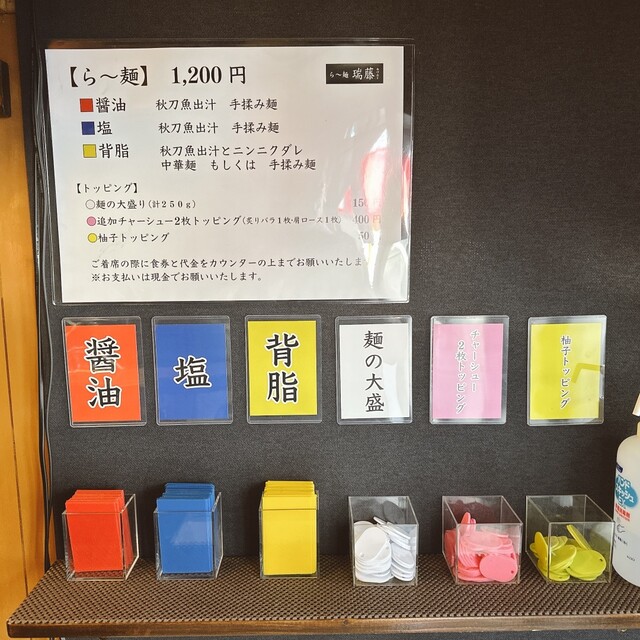 【ら〜麺】 1,200円
ら〜麺 瑞藤
醤油 秋刀魚出汁 手揉み麺
塩 秋刀魚出汁 手揉み麺
背脂 秋刀魚出汁とニンニクダレ
中華麺 もしくは 手揉み麺
【トッピング】
◯麺の大盛り(計250g) 150
追加チャーシュー2枚トッピング(炙りバラ1枚・肩ロース1枚) 400円
柚子トッピング 50
ご着席の際に食券と代金をカウンターの上までお願いいたしま
※お支払いは現金でお願いいたします。
醤油
塩
背脂
麺の大盛
チャーシュー
2枚トッピング
柚子トッピング